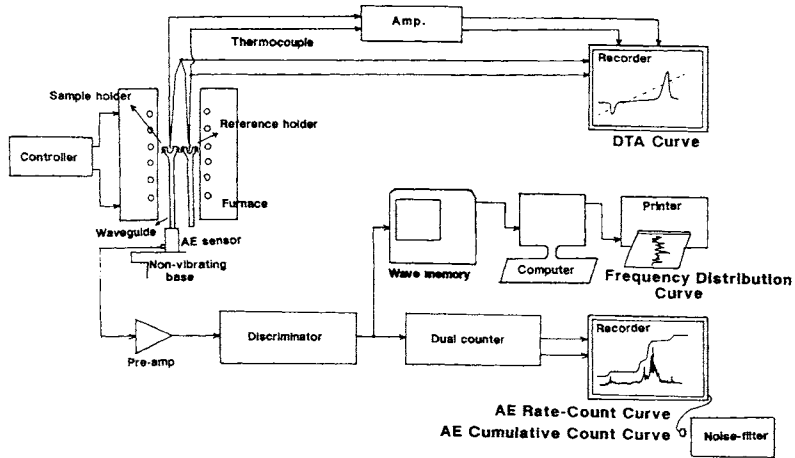 Amp.
Thermocouple
Recorder
Sample holder
Reference holder
DTA Curve
Controller
Furnace
Waveguide
AE sensor
Non-vibrating
base
Wave memory
Computer
Printer
Frequency Distribution
Curve
Pre-amp
Discriminator
Dual counter
Recorder
AE Rate-Count Curve
AE Cumulative Count Curve
Noise-filter